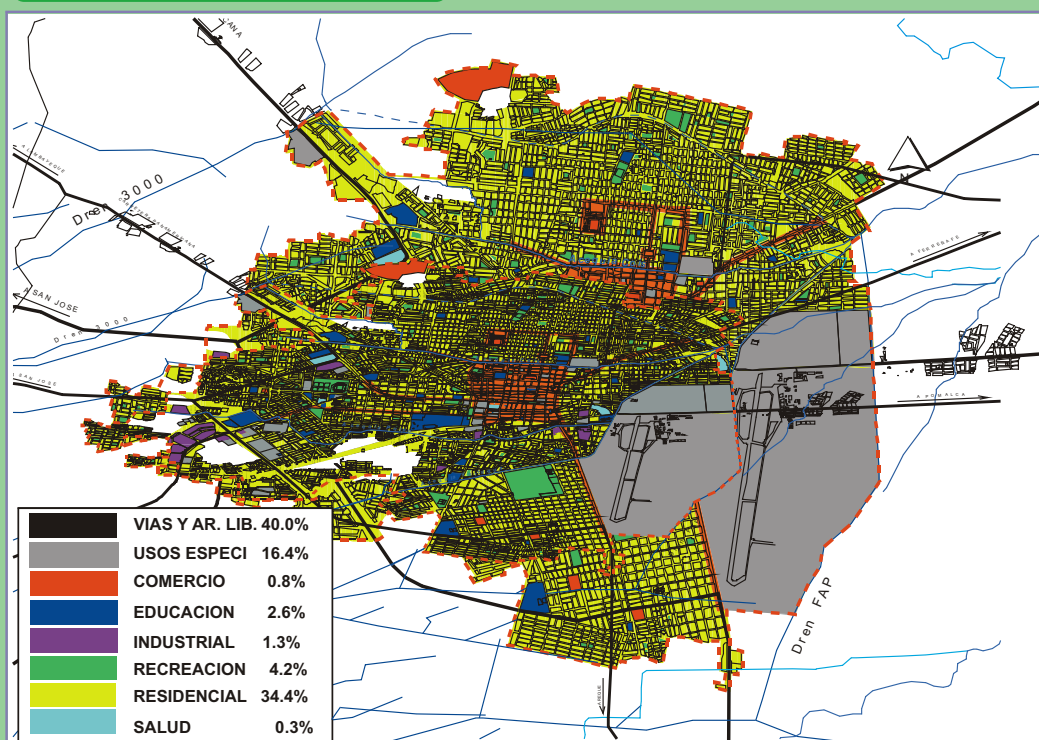 Dren 3000
A SAN JOSE
Dren 3000
SAN JOSE
A POMALCA
Dren FAP
N
VIAS Y AR. LIB. 40.0%
USOS ESPECI 16.4%
COMERCIO 0.8%
EDUCACION 2.6%
INDUSTRIAL 1.3%
RECREACION 4.2%
RESIDENCIAL 34.4%
SALUD 0.3%